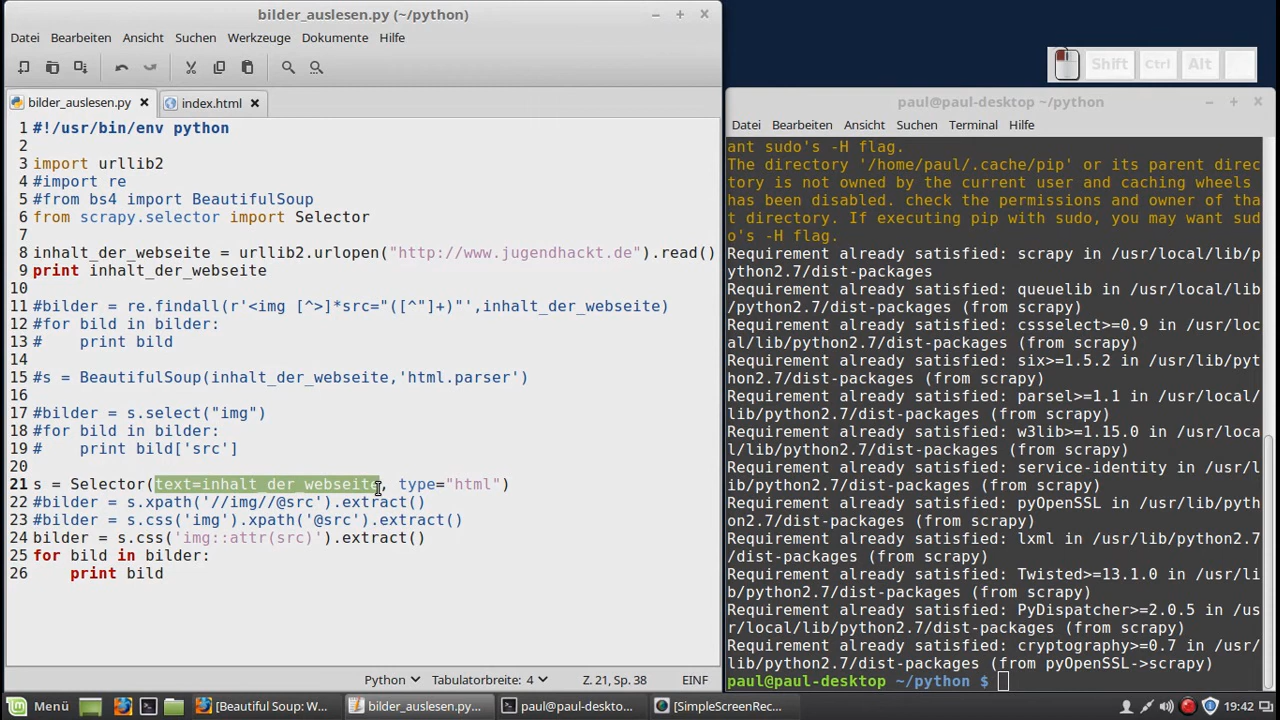 bilder_auslesen.py (~/python)
Datei Bearbeiten Ansicht Suchen Werkzeuge Dokumente Hilfe
bilder_auslesen.py
index.html
1 #!/usr/bin/env python
2
3 import urllib2
4 #import re
5 #from bs4 import BeautifulSoup
6 from scrapy.selector import Selector
7
8 inhalt_der_webseite = urllib2.urlopen("http://www.jugendhackt.de").read()
9 print inhalt_der_webseite
10
11 #bilder = re.findall(r'<img [^>]*src="([^"]+)"',inhalt_der_webseite)
12 #for bild in bilder:
13 #    print bild
14
15 #s = BeautifulSoup(inhalt_der_webseite,'html.parser')
16
17 #bilder = s.select("img")
18 #for bild in bilder:
19 #    print bild['src']
20
21 s = Selector(text=inhalt_der_webseite, type="html")
22 #bilder = s.xpath('//img//@src').extract()
23 #bilder = s.css('img').xpath('@src').extract()
24 bilder = s.css('img::attr(src)').extract()
25 for bild in bilder:
26     print bild
Python Tabulatorbreite: 4 Z. 21, Sp. 38 EINF
Shift Ctrl Alt
paul@paul-desktop ~/python
Datei Bearbeiten Ansicht Suchen Terminal Hilfe
ant sudo's -H flag.
The directory '/home/paul/.cache/pip' or its parent direc
tory is not owned by the current user and caching wheels
has been disabled. check the permissions and owner of tha
t directory. If executing pip with sudo, you may want sud
o's -H flag.
Requirement already satisfied: scrapy in /usr/local/lib/p
ython2.7/dist-packages
Requirement already satisfied: queuelib in /usr/local/lib
/python2.7/dist-packages (from scrapy)
Requirement already satisfied: cssselect>=0.9 in /usr/loc
al/lib/python2.7/dist-packages (from scrapy)
Requirement already satisfied: six>=1.5.2 in /usr/lib/pyt
hon2.7/dist-packages (from scrapy)
Requirement already satisfied: parsel>=1.1 in /usr/local/
lib/python2.7/dist-packages (from scrapy)
Requirement already satisfied: w3lib>=1.15.0 in /usr/loca
l/lib/python2.7/dist-packages (from scrapy)
Requirement already satisfied: service-identity in /usr/l
ib/python2.7/dist-packages (from scrapy)
Requirement already satisfied: pyOpenSSL in /usr/local/li
b/python2.7/dist-packages (from scrapy)
Requirement already satisfied: lxml in /usr/local/lib/python2.7
/dist-packages (from scrapy)
Requirement already satisfied: Twisted>=13.1.0 in /usr/li
b/python2.7/dist-packages (from scrapy)
Requirement already satisfied: PyDispatcher>=2.0.5 in /us
r/local/lib/python2.7/dist-packages (from scrapy)
Requirement already satisfied: cryptography>=0.7 in /usr/
lib/python2.7/dist-packages (from pyOpenSSL->scrapy)
paul@paul-desktop ~/python $
Menü
[Beautiful Soup: W...
bilder_auslesen.py...
paul@paul-deskto...
[SimpleScreenRec...
19:42